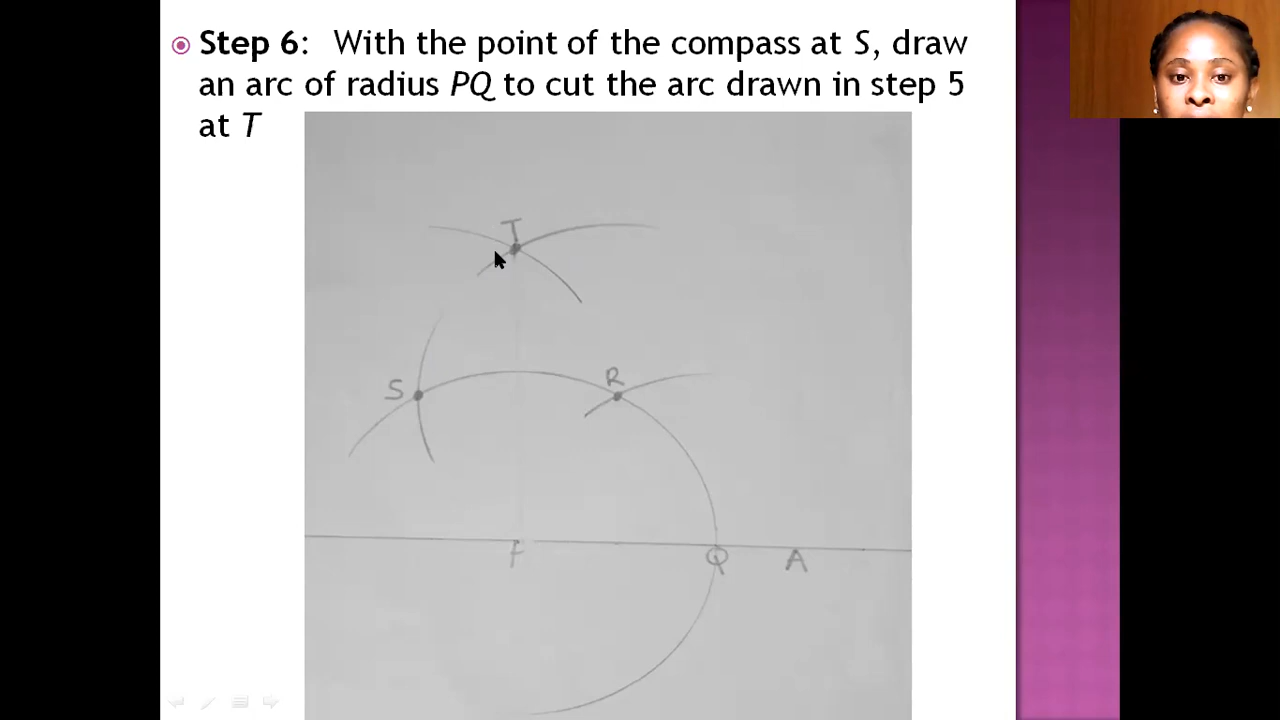 Step 6: With the point of the compass at S, draw
an arc of radius PQ to cut the arc drawn in step 5
at T
T
S
R
P
Q
A